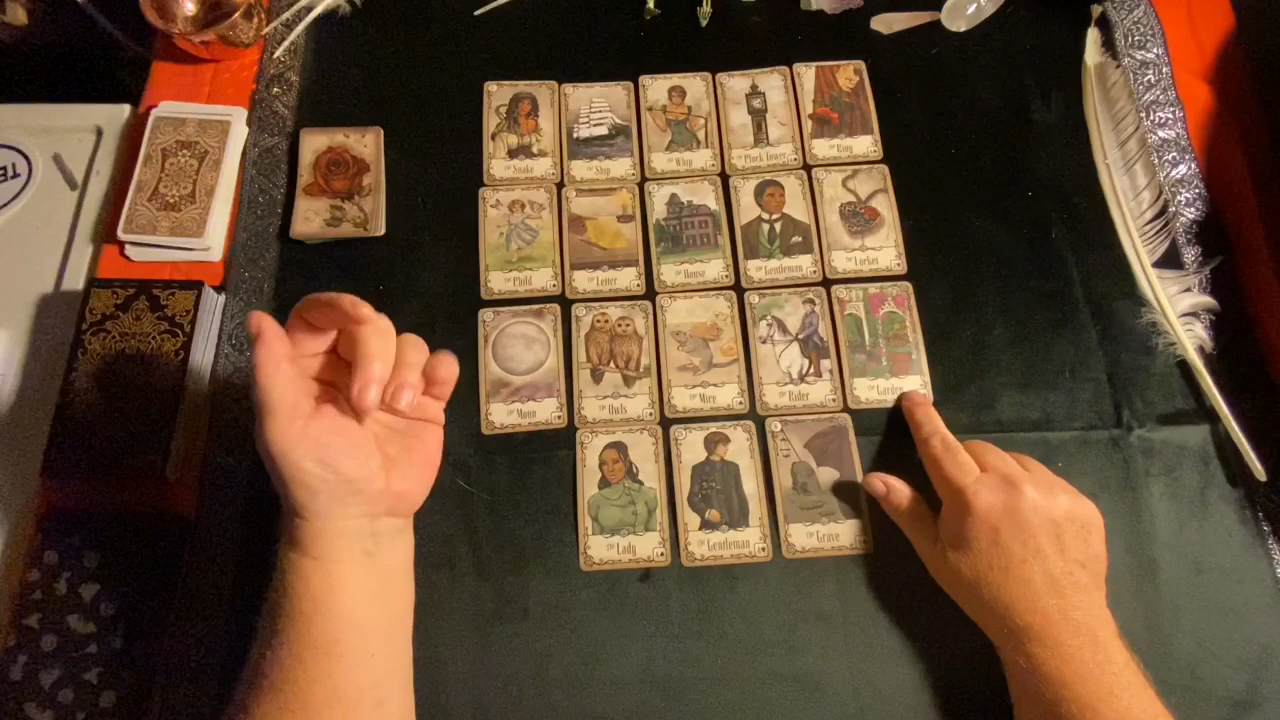 TE
The Snake
The Ship
The Whip
The Clock Tower
The Ring
The Child
The Letter
The House
The Gentleman
The Locket
The Moon
The Owls
The Mice
The Rider
The Garden
The Lady
The Gentleman
The Grave